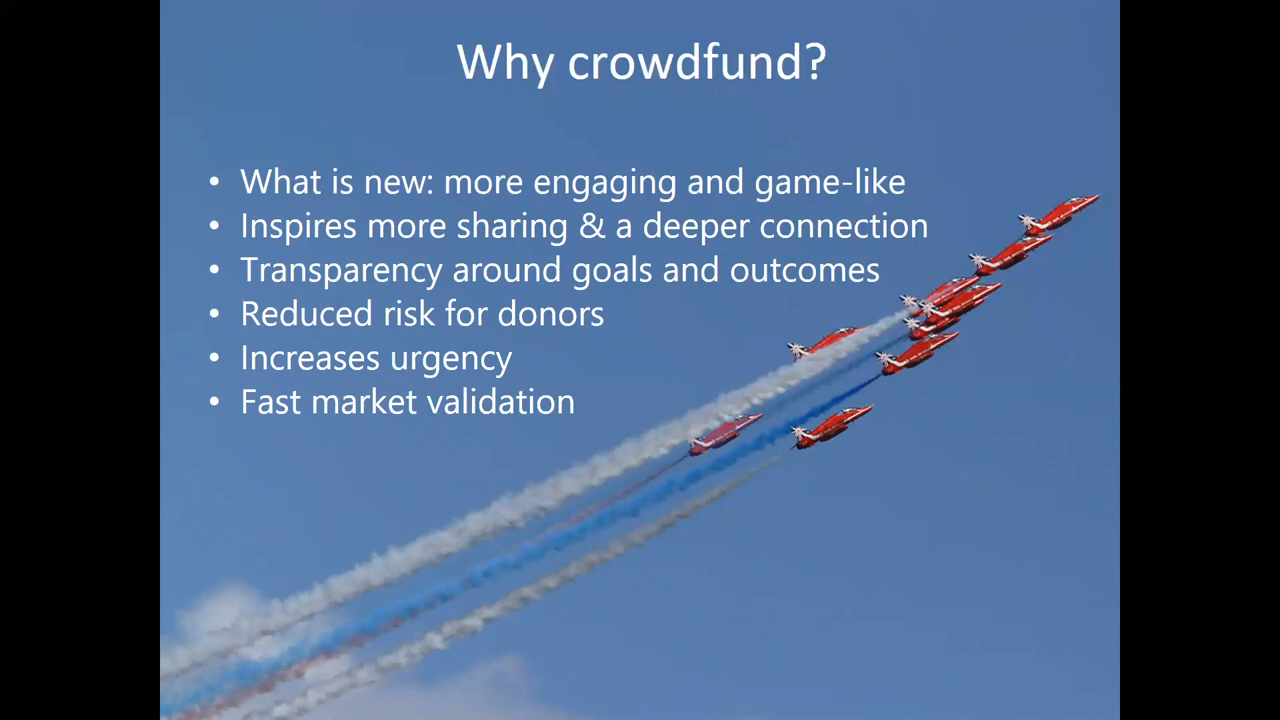 Why crowdfund?
• What is new: more engaging and game-like
• Inspires more sharing & a deeper connection
• Transparency around goals and outcomes
• Reduced risk for donors
• Increases urgency
• Fast market validation